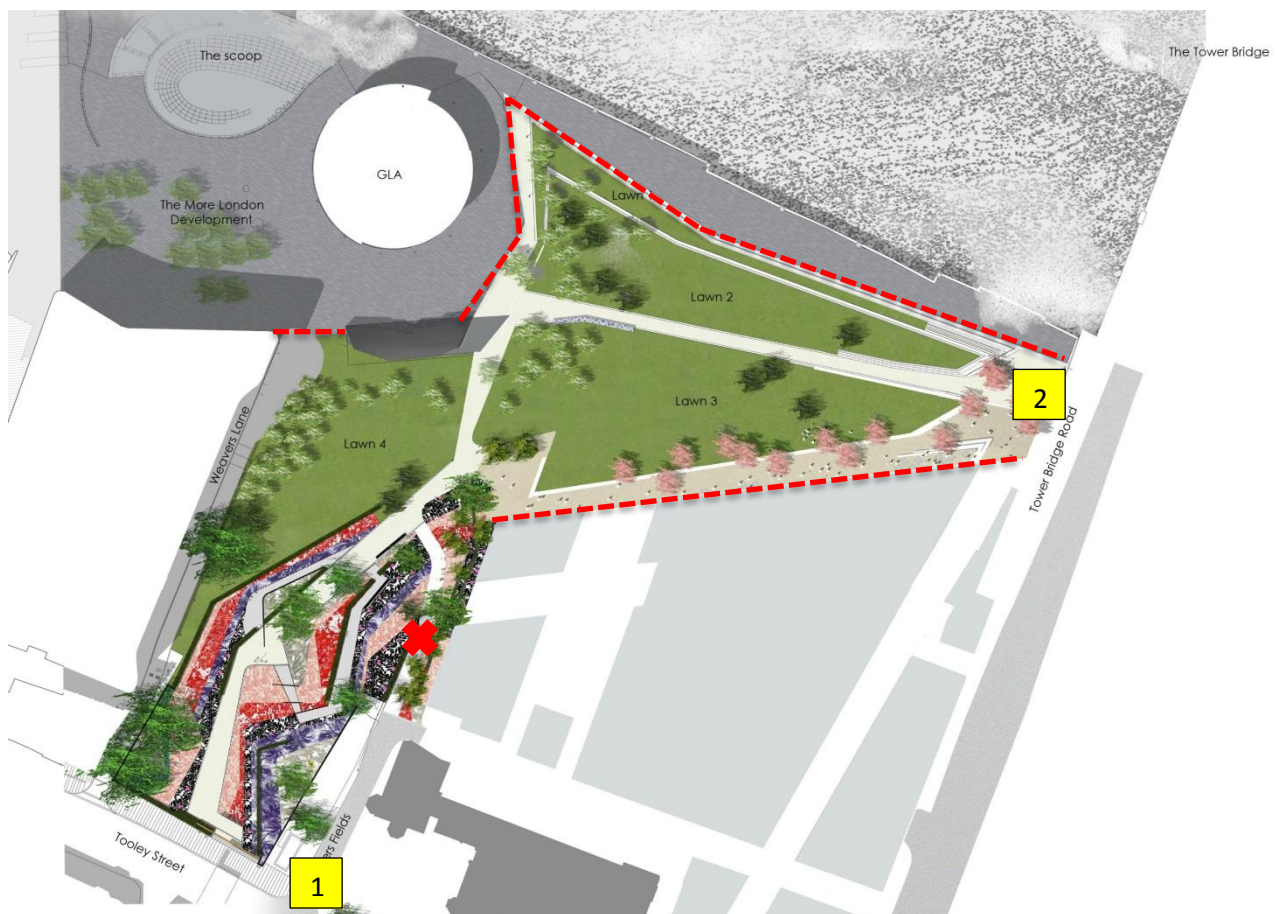 The scoop
The Tower Bridge
GLA
The More London
Development
Lawn
Lawn 2
Lawn 3
2
Lawn 4
Weavers Lane
Tower Bridge Road
Tooley Street
ers Fields
1